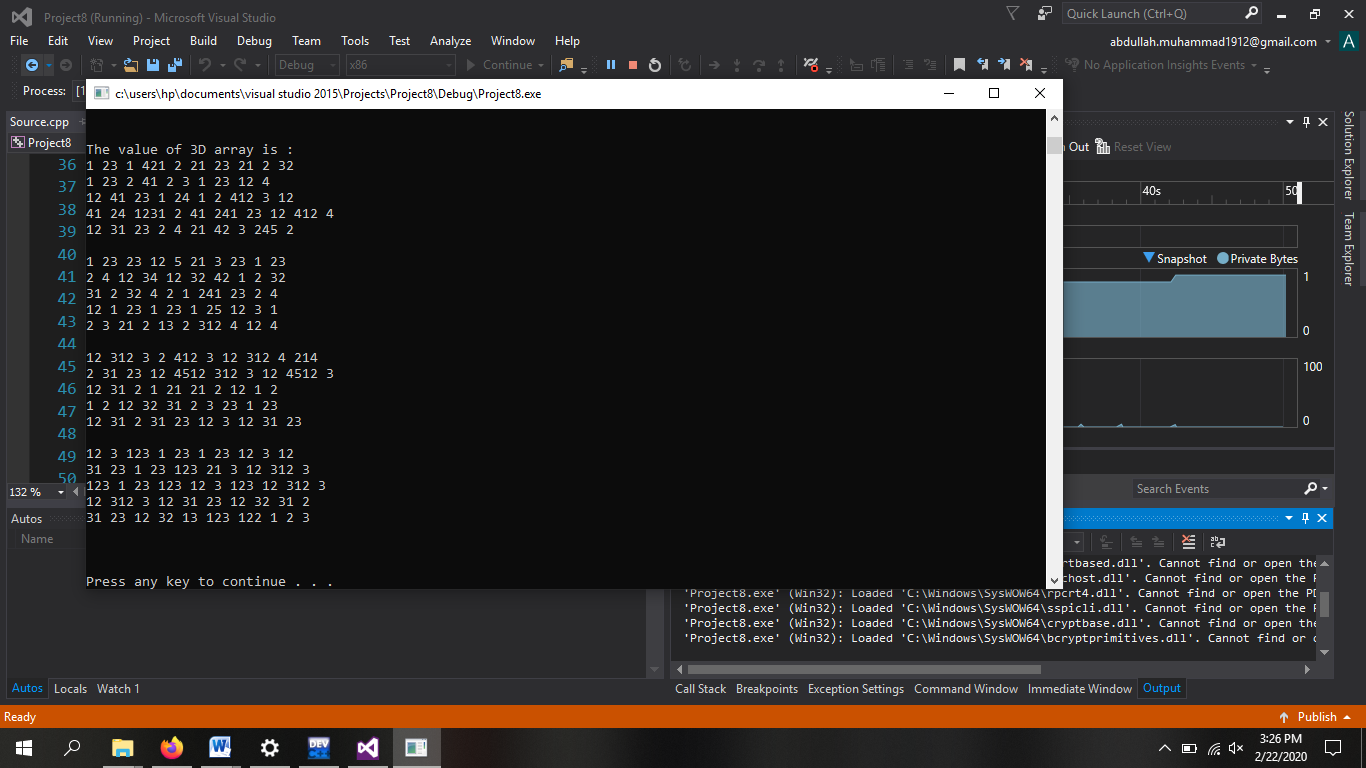 Project8 (Running) - Microsoft Visual Studio
Quick Launch (Ctrl+Q)
File Edit View Project Build Debug Team Tools Test Analyze Window Help
abdullah.muhammad1912@gmail.com A
Debug x86 Continue
No Application Insights Events
Process: [1
c:\users\hp\documents\visual studio 2015\Projects\Project8\Debug\Project8.exe
Source.cpp
Project8
Out Reset View
40s 50
Snapshot Private Bytes
1
0
100
0
Search Events
Solution Explorer
Team Explorer
36
37
38
39
40
41
42
43
44
45
46
47
48
49
50
132 %
The value of 3D array is :
1 23 1 421 2 21 23 21 2 32
1 23 2 41 2 3 1 23 12 4
12 41 23 1 24 1 2 412 3 12
41 24 1231 2 41 241 23 12 412 4
12 31 23 2 4 21 42 3 245 2
1 23 23 12 5 21 3 23 1 23
2 4 12 34 12 32 42 1 2 32
31 2 32 4 2 1 241 23 2 4
12 1 23 1 23 1 25 12 3 1
2 3 21 2 13 2 312 4 12 4
12 312 3 2 412 3 12 312 4 214
2 31 23 12 4512 312 3 12 4512 3
12 31 2 1 21 21 2 12 1 2
1 2 12 32 31 2 3 23 1 23
12 31 2 31 23 12 3 12 31 23
12 3 123 1 23 1 23 12 3 12
31 23 1 23 123 21 3 12 312 3
123 1 23 123 12 3 123 12 312 3
12 312 3 12 31 23 12 32 31 2
31 23 12 32 13 123 122 1 2 3
Press any key to continue . . .
Autos
Name
rtbased.dll'. Cannot find or open the
chost.dll'. Cannot find or open the P
'Project8.exe' (Win32): Loaded 'C:\Windows\SysWOW64\rpcrt4.dll'. Cannot find or open the PD
'Project8.exe' (Win32): Loaded 'C:\Windows\SysWOW64\sspicli.dll'. Cannot find or open the P
'Project8.exe' (Win32): Loaded 'C:\Windows\SysWOW64\cryptbase.dll'. Cannot find or open the
'Project8.exe' (Win32): Loaded 'C:\Windows\SysWOW64\bcryptprimitives.dll'. Cannot find or o
Autos Locals Watch 1
Call Stack Breakpoints Exception Settings Command Window Immediate Window Output
Ready
Publish
DEV
3:26 PM
2/22/2020